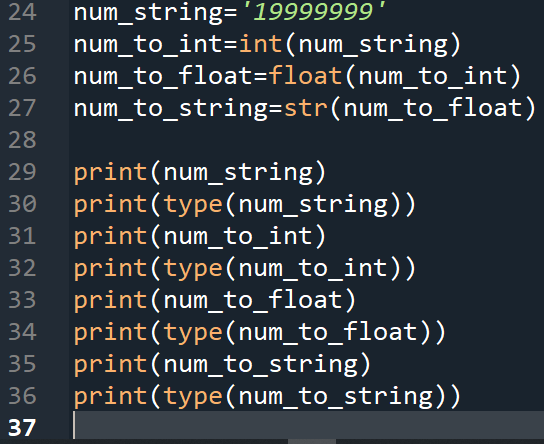 24 num_string='19999999'
25 num_to_int=int(num_string)
26 num_to_float=float(num_to_int)
27 num_to_string=str(num_to_float)
28
29 print(num_string)
30 print(type(num_string))
31 print(num_to_int)
32 print(type(num_to_int))
33 print(num_to_float)
34 print(type(num_to_float))
35 print(num_to_string)
36 print(type(num_to_string))
37